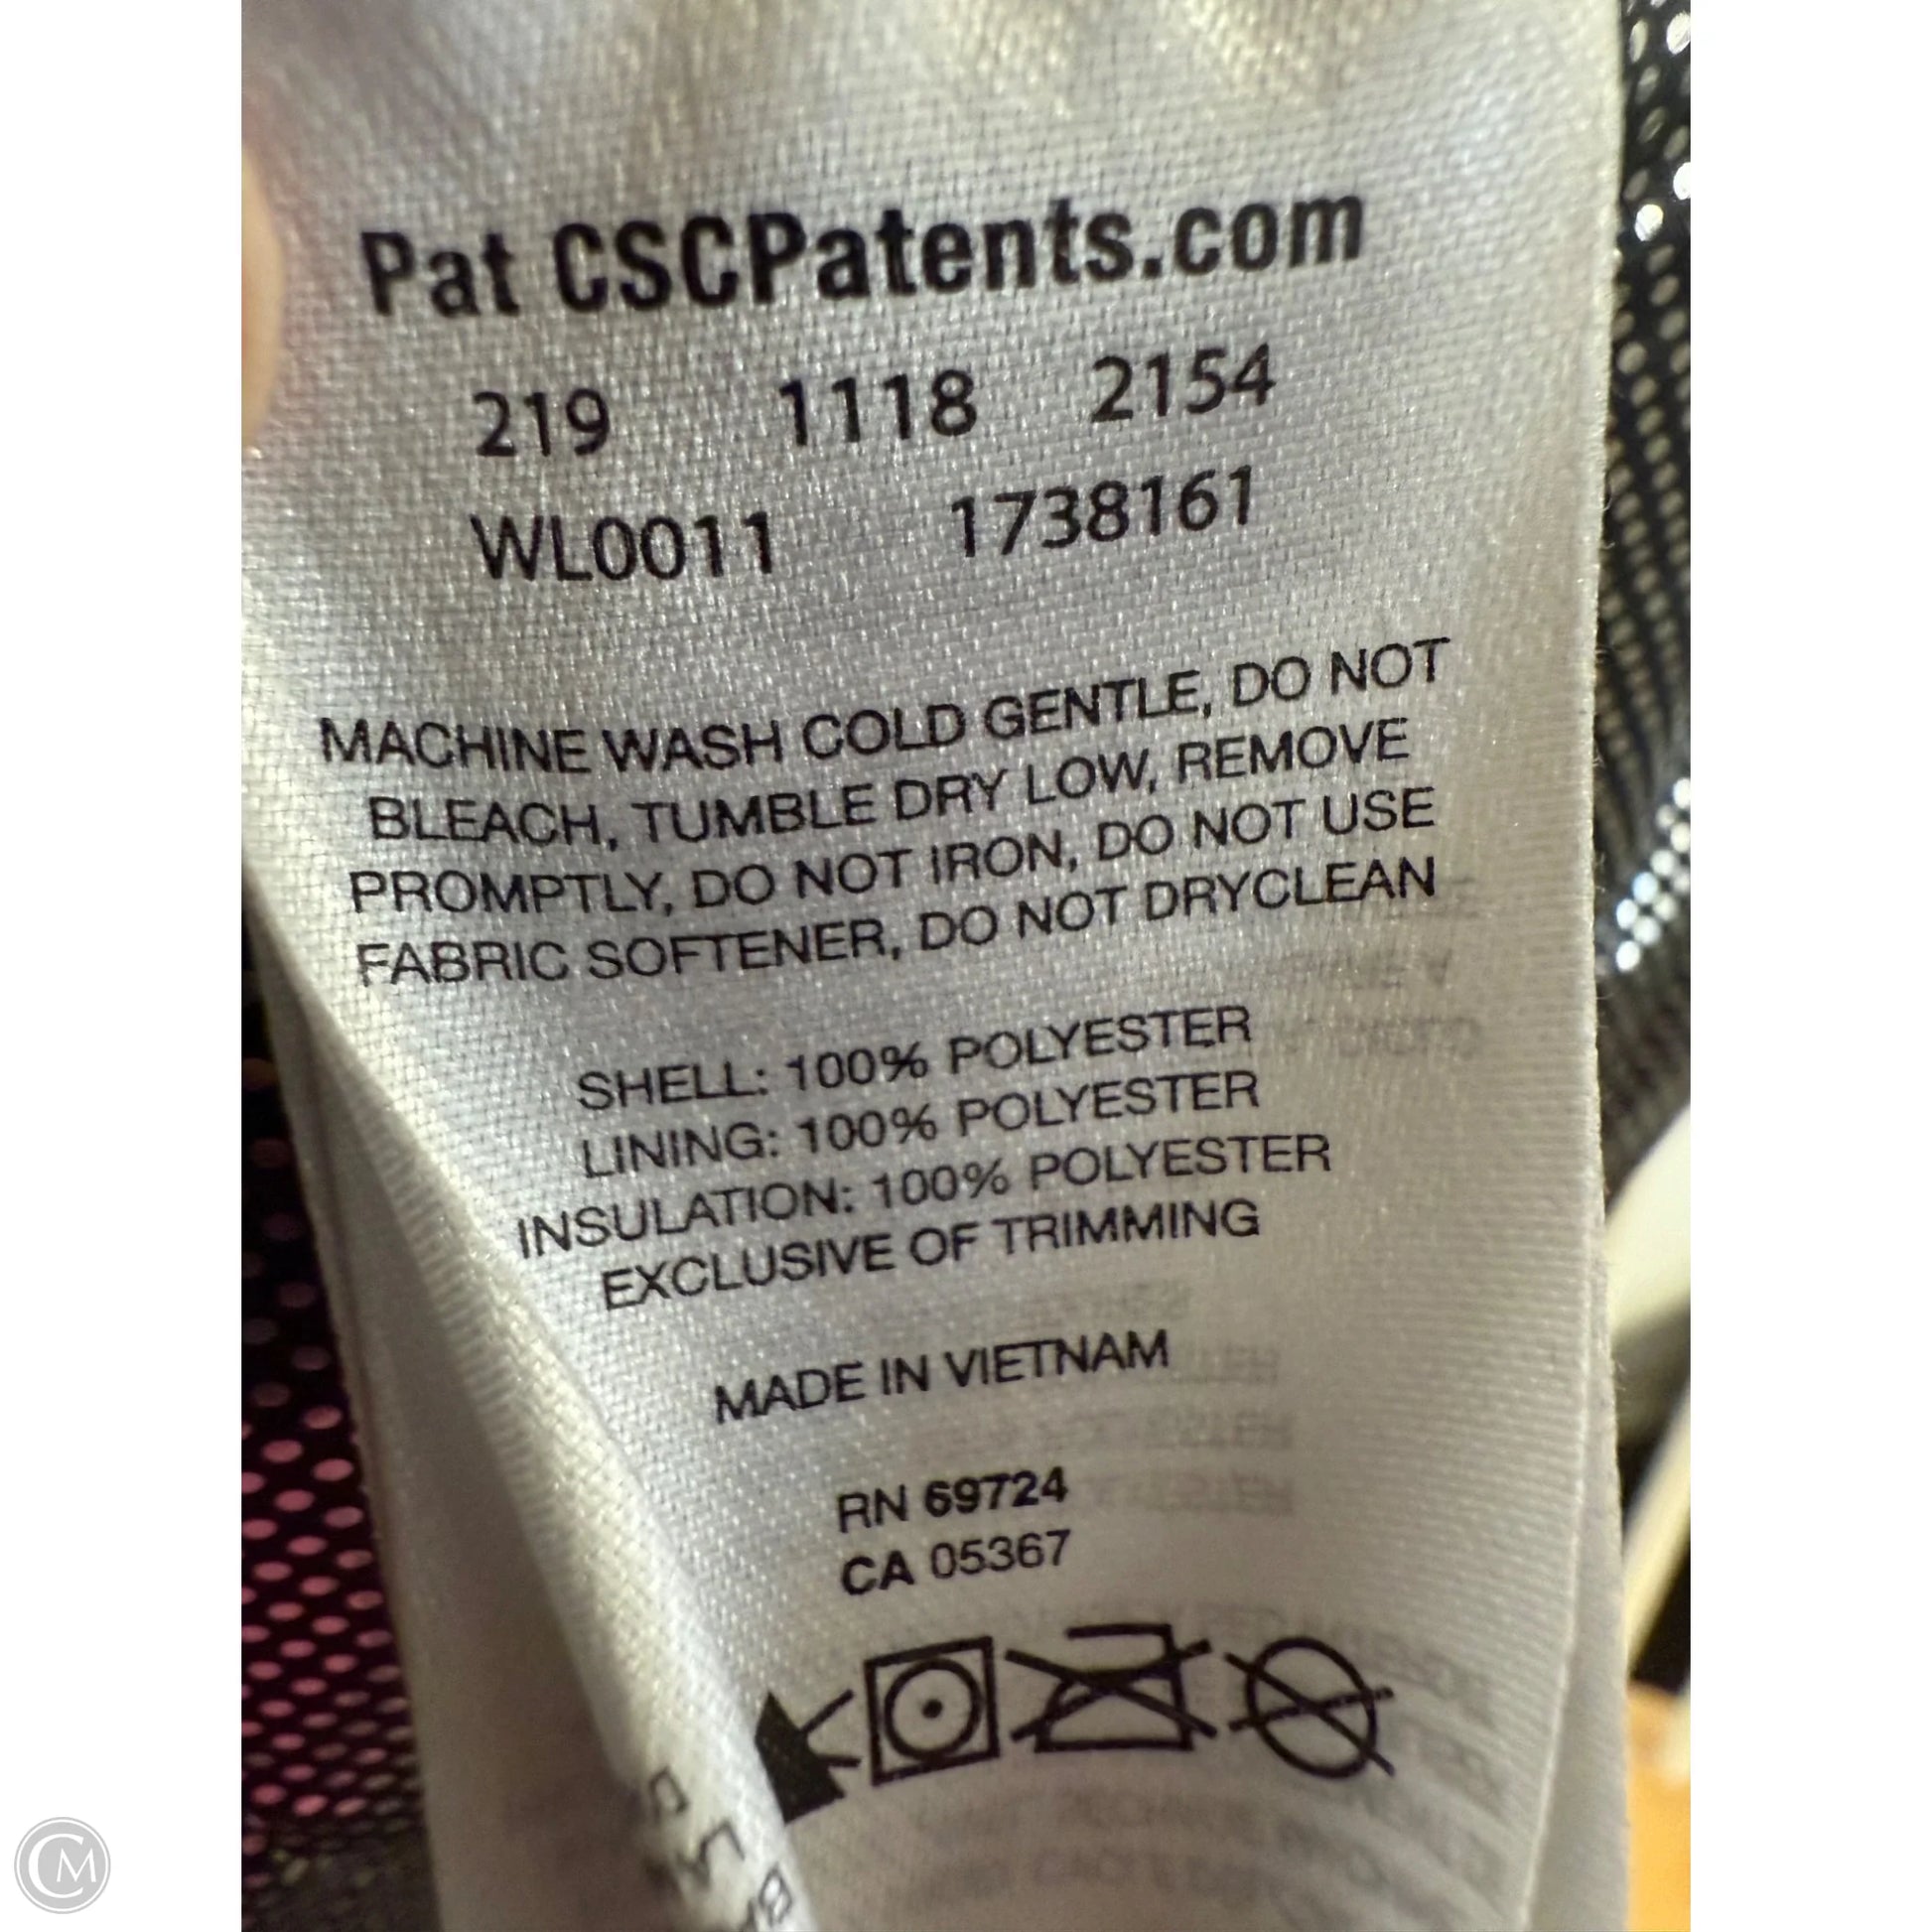 Pat CSCPatents.com
219 1118 2154
WL0011 1738161
MACHINE WASH COLD GENTLE, DO NOT
BLEACH, TUMBLE DRY LOW, REMOVE
PROMPTLY, DO NOT IRON, DO NOT USE
FABRIC SOFTENER, DO NOT DRYCLEAN
SHELL: 100% POLYESTER
LINING: 100% POLYESTER
INSULATION: 100% POLYESTER
EXCLUSIVE OF TRIMMING
MADE IN VIETNAM
RN 69724
CA 05367
CM